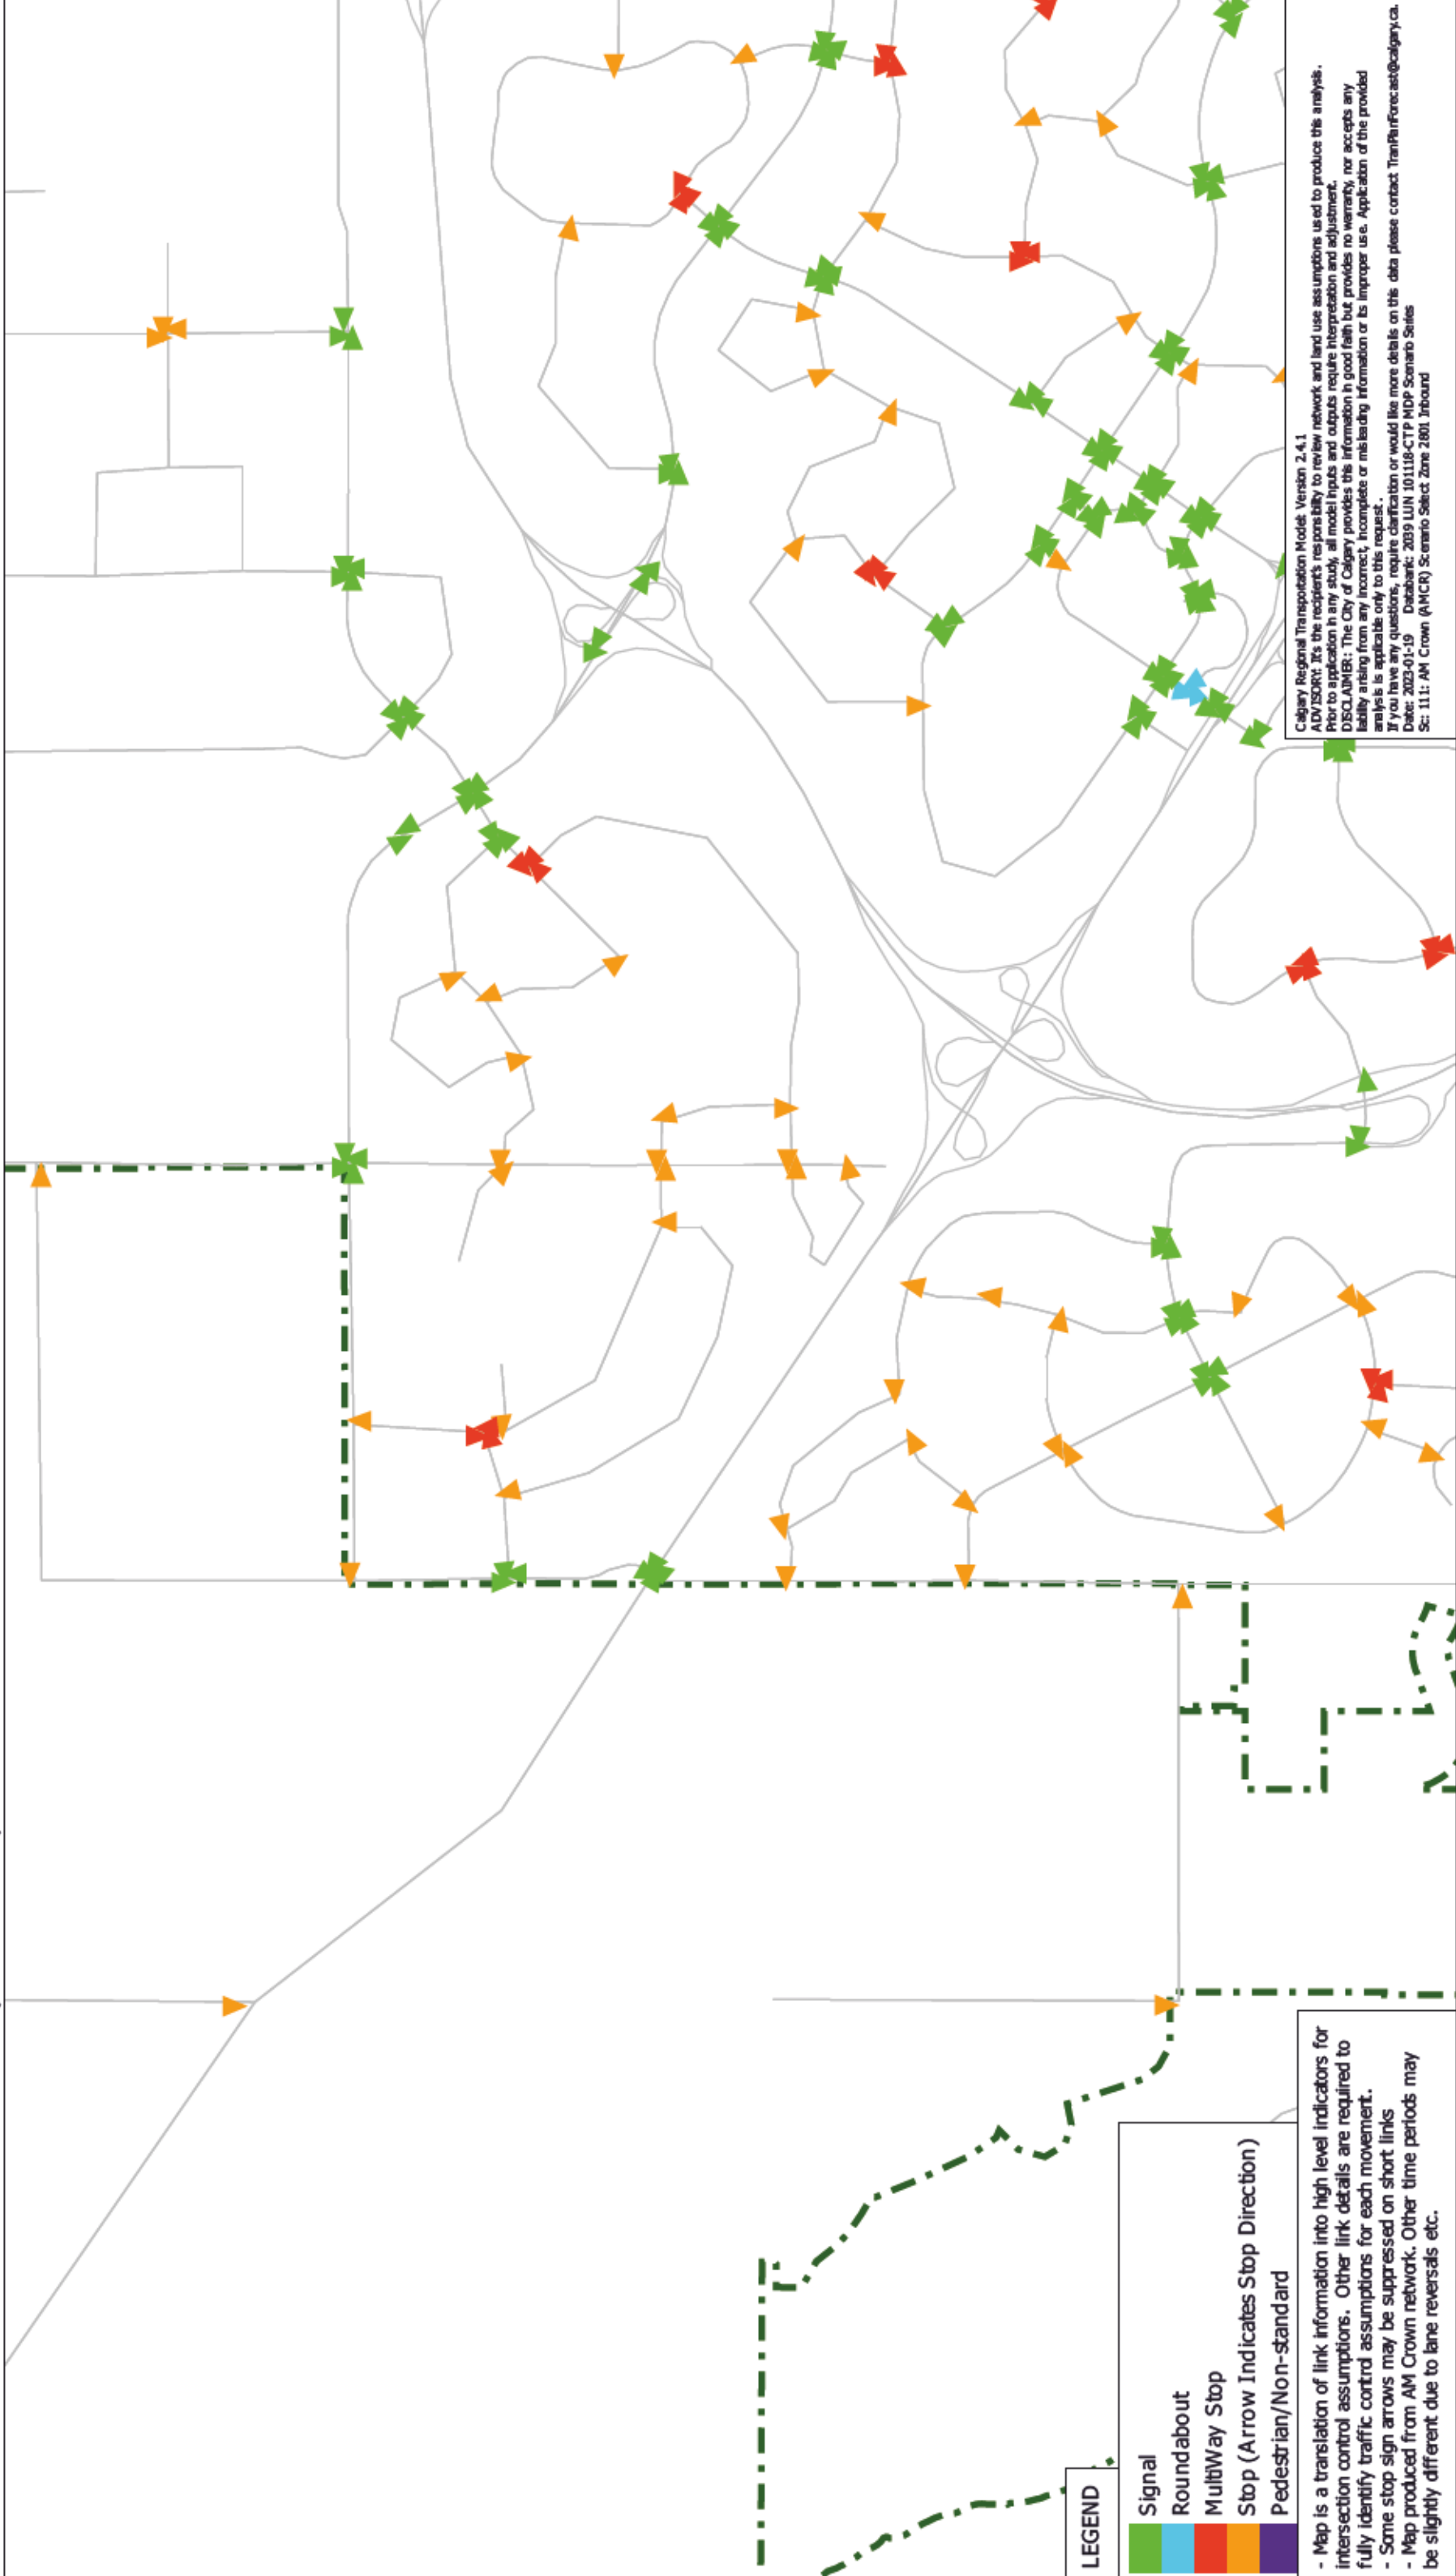 LEGEND
Signal
Roundabout
MultiWay Stop
Stop (Arrow Indicates Stop Direction)
Pedestrian/Non-standard
- Map is a translation of link information into high level indicators for
intersection control assumptions. Other link details are required to
fully identify traffic control assumptions for each movement.
- Some stop sign arrows may be suppressed on short links
- Map produced from AM Crown network. Other time periods may
be slightly different due to lane reversals etc.
Calgary Regional Transportation Model: Version 2.4.1
ADVISORY: It's the recipient's responsibility to review network and land use assumptions used to produce this analysis.
Prior to application in any study, all model inputs and outputs require interpretation and adjustment.
DISCLAIMER: The City of Calgary provides this information in good faith but provides no warranty, nor accepts any
liability arising from any incorrect, incomplete or misleading information or its improper use. Application of the provided
analysis is applicable only to this request.
If you have any questions, require clarification or would like more details on this data please contact TranPlanForecast@calgary.ca.
Date: 2023-01-19 Databank: 2039 LUN 101118-CTP MDP Scenario Series
Sc: 111: AM Crown (AMCR) Scenario Select Zone 2801 Inbound